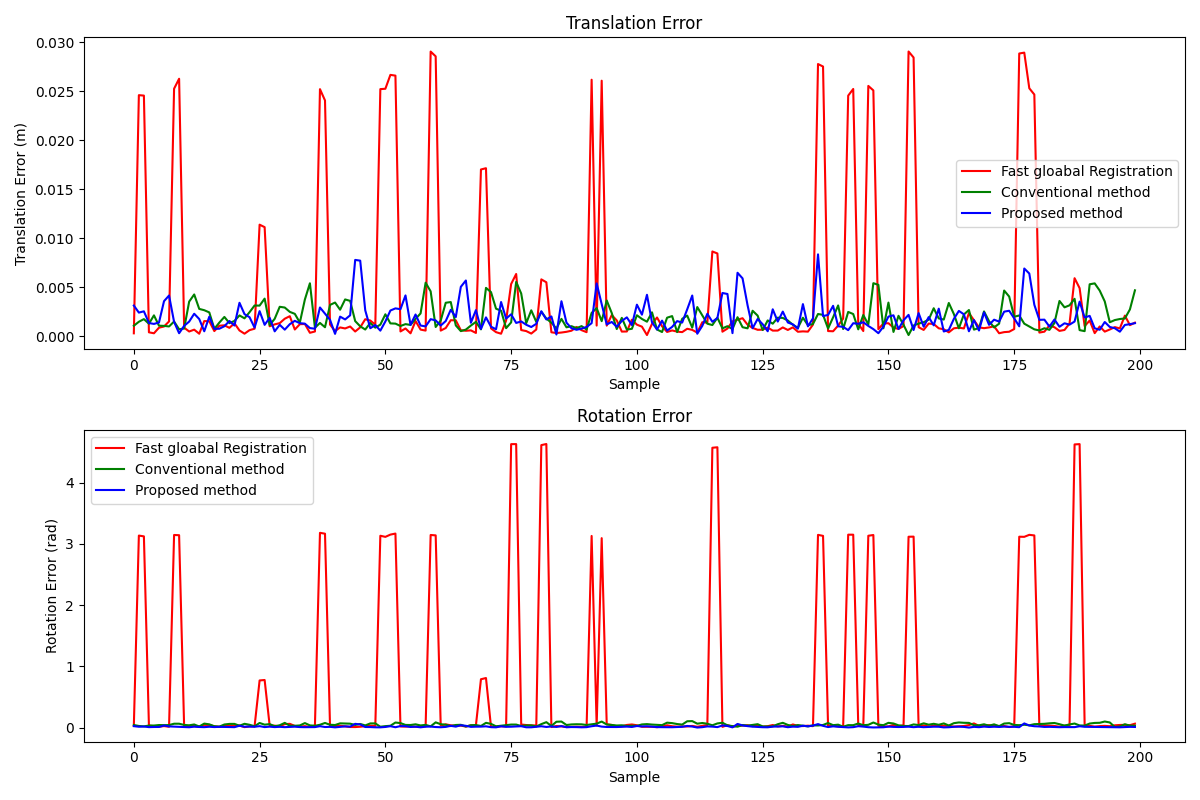 Translation Error
0.030
0.025
0.020
0.015
0.010
0.005
0.000
Translation Error (m)
Fast gloabal Registration
Conventional method
Proposed method
0 25 50 75 100 125 150 175 200
Sample
Rotation Error
4
3
2
1
0
Rotation Error (rad)
Fast gloabal Registration
Conventional method
Proposed method
0 25 50 75 100 125 150 175 200
Sample